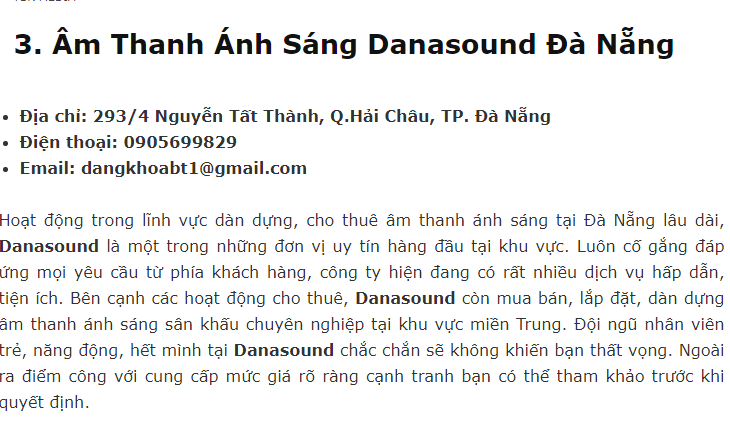 3. Âm Thanh Ánh Sáng Danasound Đà Nẵng
Địa chỉ: 293/4 Nguyễn Tất Thành, Q.Hải Châu, TP. Đà Nẵng
Điện thoại: 0905699829
Email: dangkhoabt1@gmail.com
Hoạt động trong lĩnh vực dàn dựng, cho thuê âm thanh ánh sáng tại Đà Nẵng lâu dài,
Danasound là một trong những đơn vị uy tín hàng đầu tại khu vực. Luôn cố gắng đáp
ứng mọi yêu cầu từ phía khách hàng, công ty hiện đang có rất nhiều dịch vụ hấp dẫn,
tiện ích. Bên cạnh các hoạt động cho thuê, Danasound còn mua bán, lắp đặt, dàn dựng
âm thanh ánh sáng sân khấu chuyên nghiệp tại khu vực miền Trung. Đội ngũ nhân viên
trẻ, năng động, hết mình tại Danasound chắc chắn sẽ không khiến bạn thất vọng. Ngoài
ra điểm công với cung cấp mức giá rõ ràng cạnh tranh bạn có thể tham khảo trước khi
quyết định.